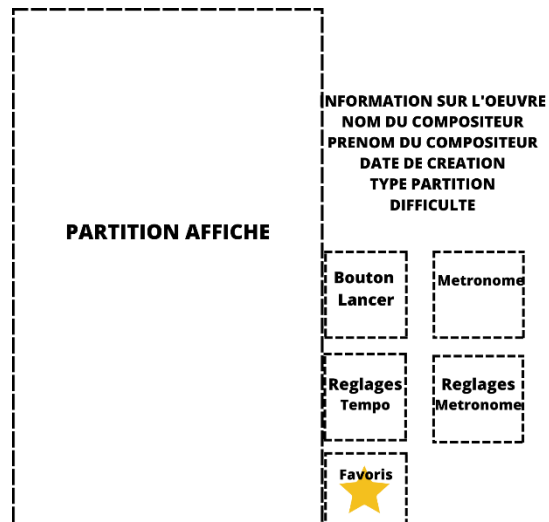 NFORMATION SUR L'OEUVRE
NOM DU COMPOSITEUR
PRENOM DU COMPOSITEUR
DATE DE CREATION
TYPE PARTITION
DIFFICULTE
PARTITION AFFICHE
Bouton
Lancer
Metronome
Reglages
Tempo
Reglages
Metronome
Favoris